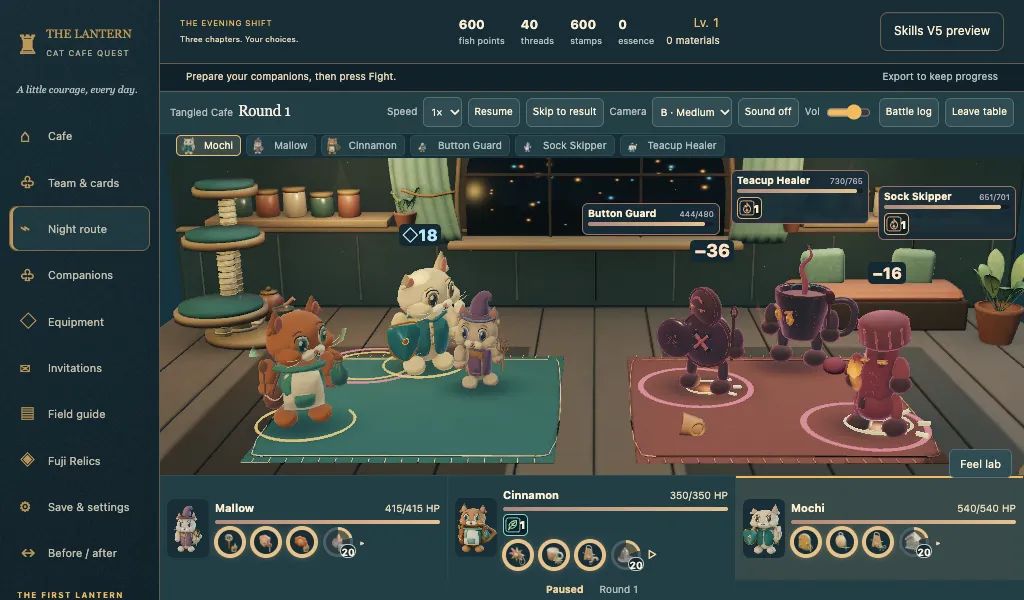 THE LANTERN
CAT CAFE QUEST
A little courage, every day.
Cafe
Team & cards
Night route
Companions
Equipment
Invitations
Field guide
Fuji Relics
Save & settings
Before / after
THE FIRST LANTERN
THE EVENING SHIFT
Three chapters. Your choices.
600 fish points
40 threads
600 stamps
0 essence
Lv. 1
0 materials
Skills V5 preview
Prepare your companions, then press Fight.
Export to keep progress
Tangled Cafe Round 1
Speed 1x Resume Skip to result Camera B · Medium Sound off Vol Battle log Leave table
Mochi Mallow Cinnamon Button Guard Sock Skipper Teacup Healer
Teacup Healer 730/765
1
Sock Skipper 651/701
1
Button Guard 444/480
18
−36
−16
Feel lab
Mallow 415/415 HP
20
Cinnamon 350/350 HP
1
20
Mochi 540/540 HP
20
Paused Round 1